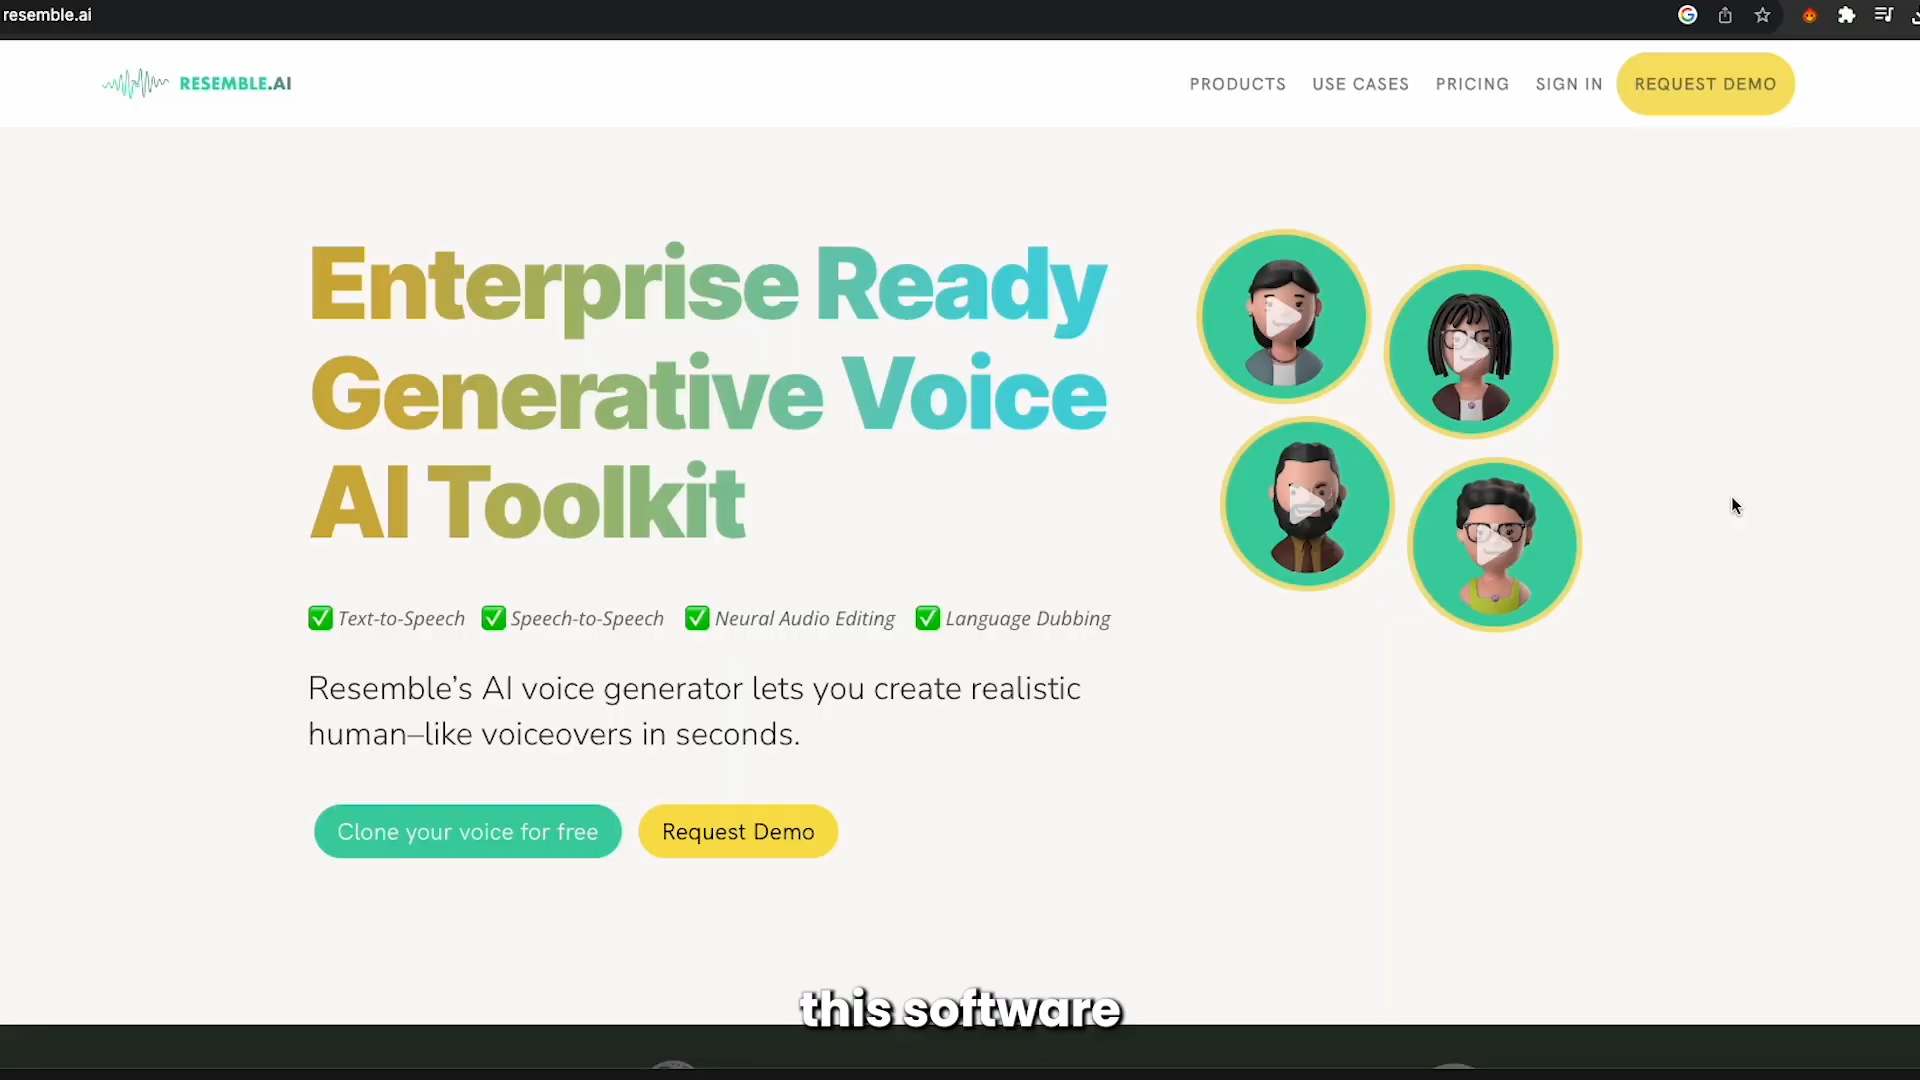 resemble.ai
RESEMBLE.AI
PRODUCTS
USE CASES
PRICING
SIGN IN
REQUEST DEMO
Enterprise Ready
Generative Voice
AI Toolkit
✅ Text-to-Speech ✅ Speech-to-Speech ✅ Neural Audio Editing ✅ Language Dubbing
Resemble’s AI voice generator lets you create realistic
human–like voiceovers in seconds.
Clone your voice for free
Request Demo
this software